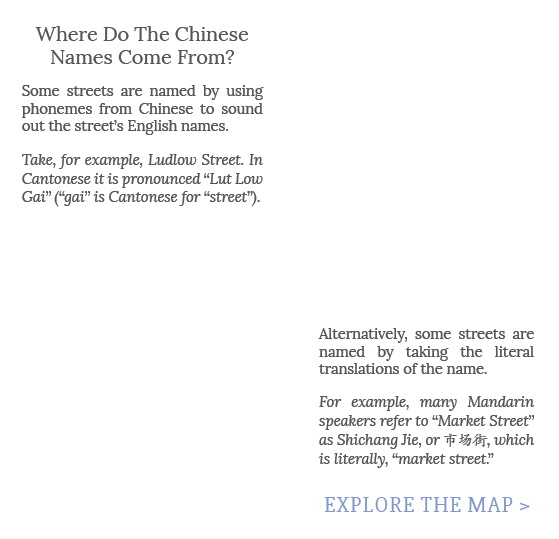 Where Do The Chinese
Names Come From?
Some streets are named by using
phonemes from Chinese to sound
out the street’s English names.
Take, for example, Ludlow Street. In
Cantonese it is pronounced “Lut Low
Gai” (“gai” is Cantonese for “street”).
Alternatively, some streets are
named by taking the literal
translations of the name.
For example, many Mandarin
speakers refer to “Market Street”
as Shichang Jie, or 市场街, which
is literally, “market street.”
EXPLORE THE MAP >